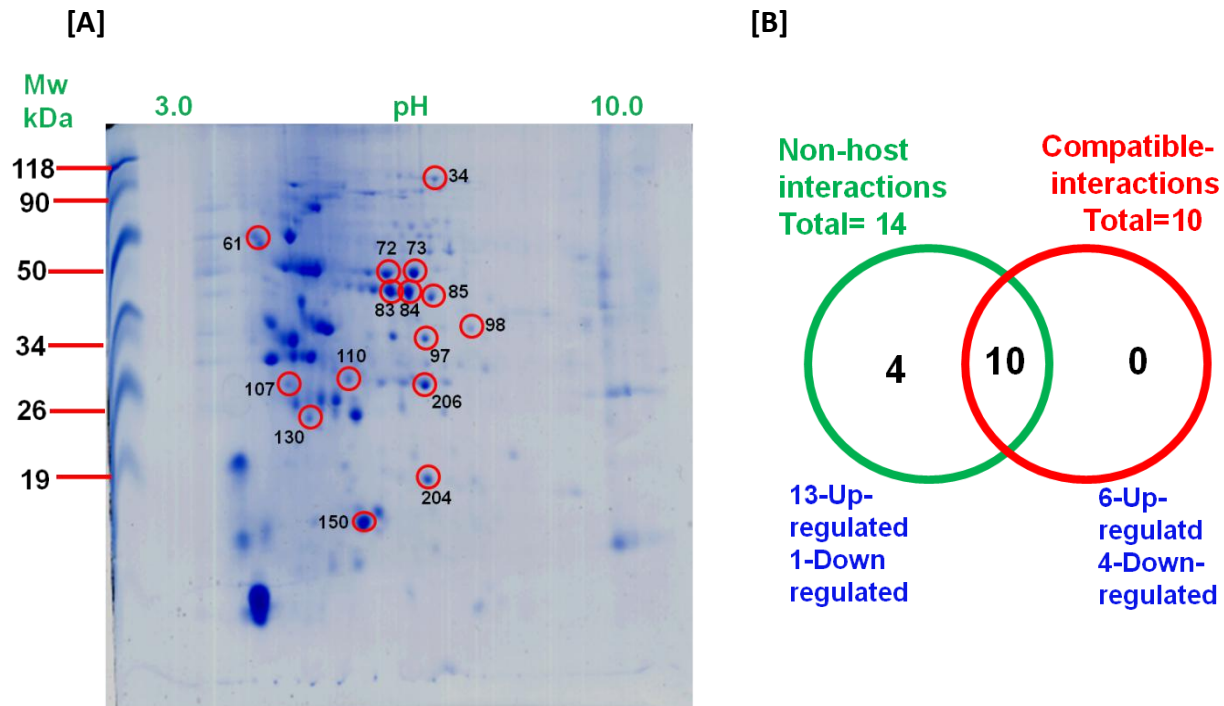 [A]
[B]
Mw
kDa
3.0
pH
10.0
118
90
50
34
26
19
34
61
72
73
83
84
85
98
97
110
107
206
130
204
150
Non-host
interactions
Total= 14
Compatible-
interactions
Total=10
4
10
0
13-Up-
regulated
1-Down
regulated
6-Up-
regulatd
4-Down-
regulated